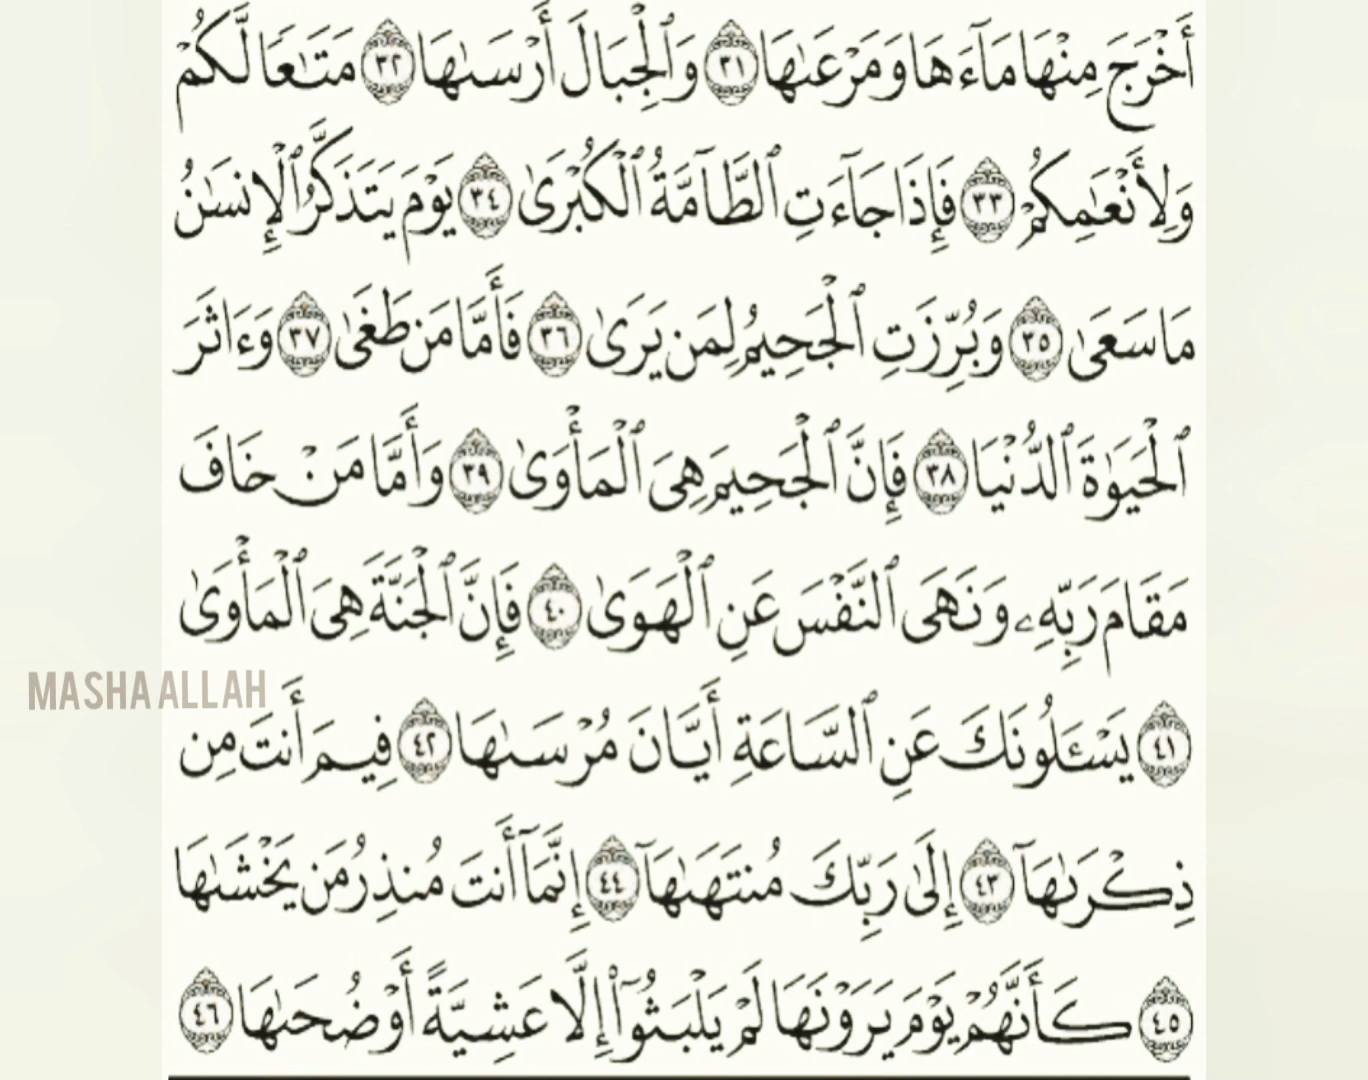 أَخْرَجَ مِنْهَا مَآءَهَا وَمَرْعَىٰهَا ٣١ وَٱلْجِبَالَ أَرْسَىٰهَا ٣٢ مَتَـٰعًا لَّكُمْ
وَلِأَنْعَـٰمِكُمْ ٣٣ فَإِذَا جَآءَتِ ٱلطَّآمَّةُ ٱلْكُبْرَىٰ ٣٤ يَوْمَ يَتَذَكَّرُ ٱلْإِنسَـٰنُ
مَا سَعَىٰ ٣٥ وَبُرِّزَتِ ٱلْجَحِيمُ لِمَن يَرَىٰ ٣٦ فَأَمَّا مَن طَغَىٰ ٣٧ وَءَاثَرَ
ٱلْحَيَوٰةَ ٱلدُّنْيَا ٣٨ فَإِنَّ ٱلْجَحِيمَ هِىَ ٱلْمَأْوَىٰ ٣٩ وَأَمَّا مَنْ خَافَ
مَقَامَ رَبِّهِۦ وَنَهَى ٱلنَّفْسَ عَنِ ٱلْهَوَىٰ ٤٠ فَإِنَّ ٱلْجَنَّةَ هِىَ ٱلْمَأْوَىٰ
MASHA ALLAH
٤١ يَسْـَٔلُونَكَ عَنِ ٱلسَّاعَةِ أَيَّانَ مُرْسَىٰهَا ٤٢ فِيمَ أَنتَ مِن
ذِكْرَىٰهَآ ٤٣ إِلَىٰ رَبِّكَ مُنتَهَىٰهَآ ٤٤ إِنَّمَآ أَنتَ مُنذِرُ مَن يَخْشَىٰهَا
٤٥ كَأَنَّهُمْ يَوْمَ يَرَوْنَهَا لَمْ يَلْبَثُوٓا۟ إِلَّا عَشِيَّةً أَوْ ضُحَىٰهَا ٤٦